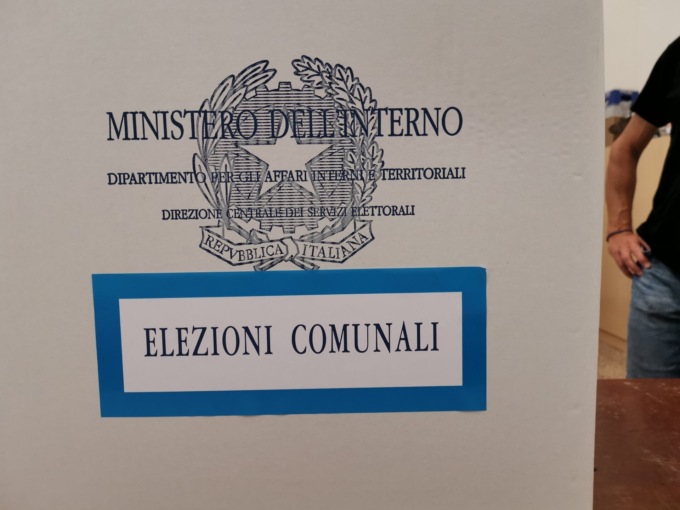 MINISTERO DELL'INTERNO
DIPARTIMENTO PER GLI AFFARI INTERNI E TERRITORIALI
DIREZIONE CENTRALE DEI SERVIZI ELETTORALI
REPVBBLICA ITALIANA
ELEZIONI COMUNALI